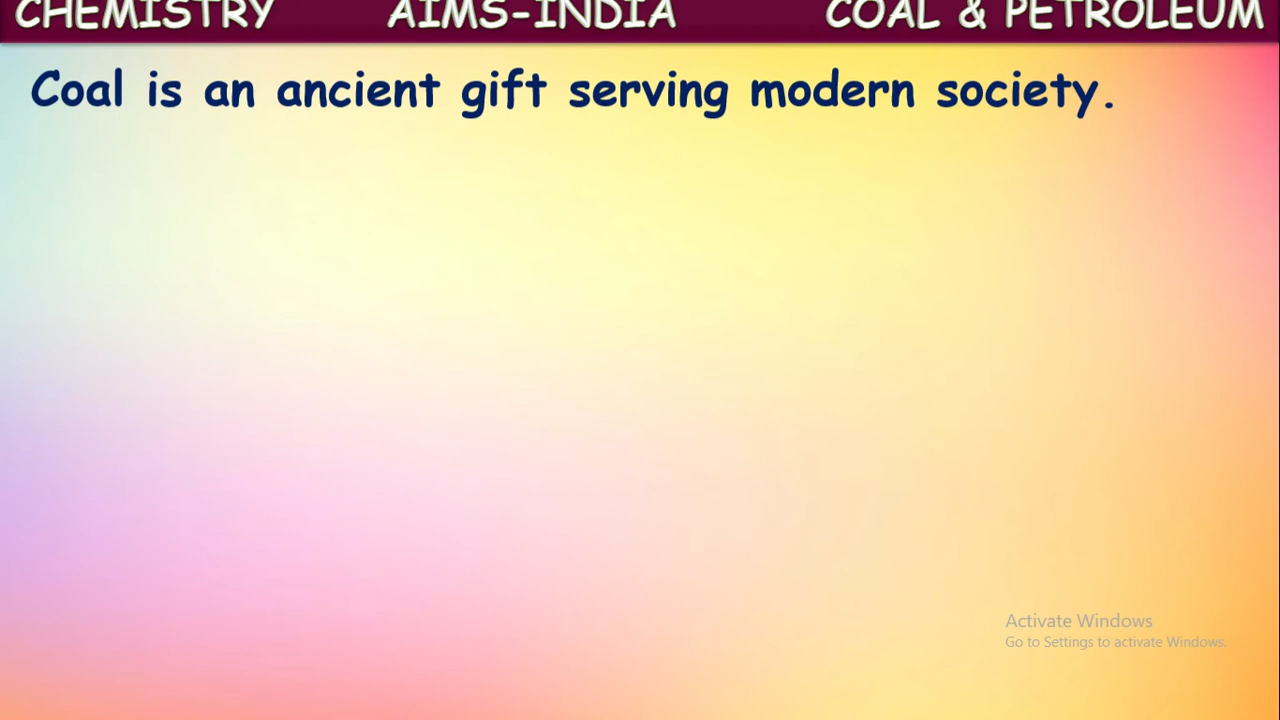 CHEMISTRY AIMS-INDIA COAL & PETROLEUM
Coal is an ancient gift serving modern society.
Activate Windows
Go to Settings to activate Windows.